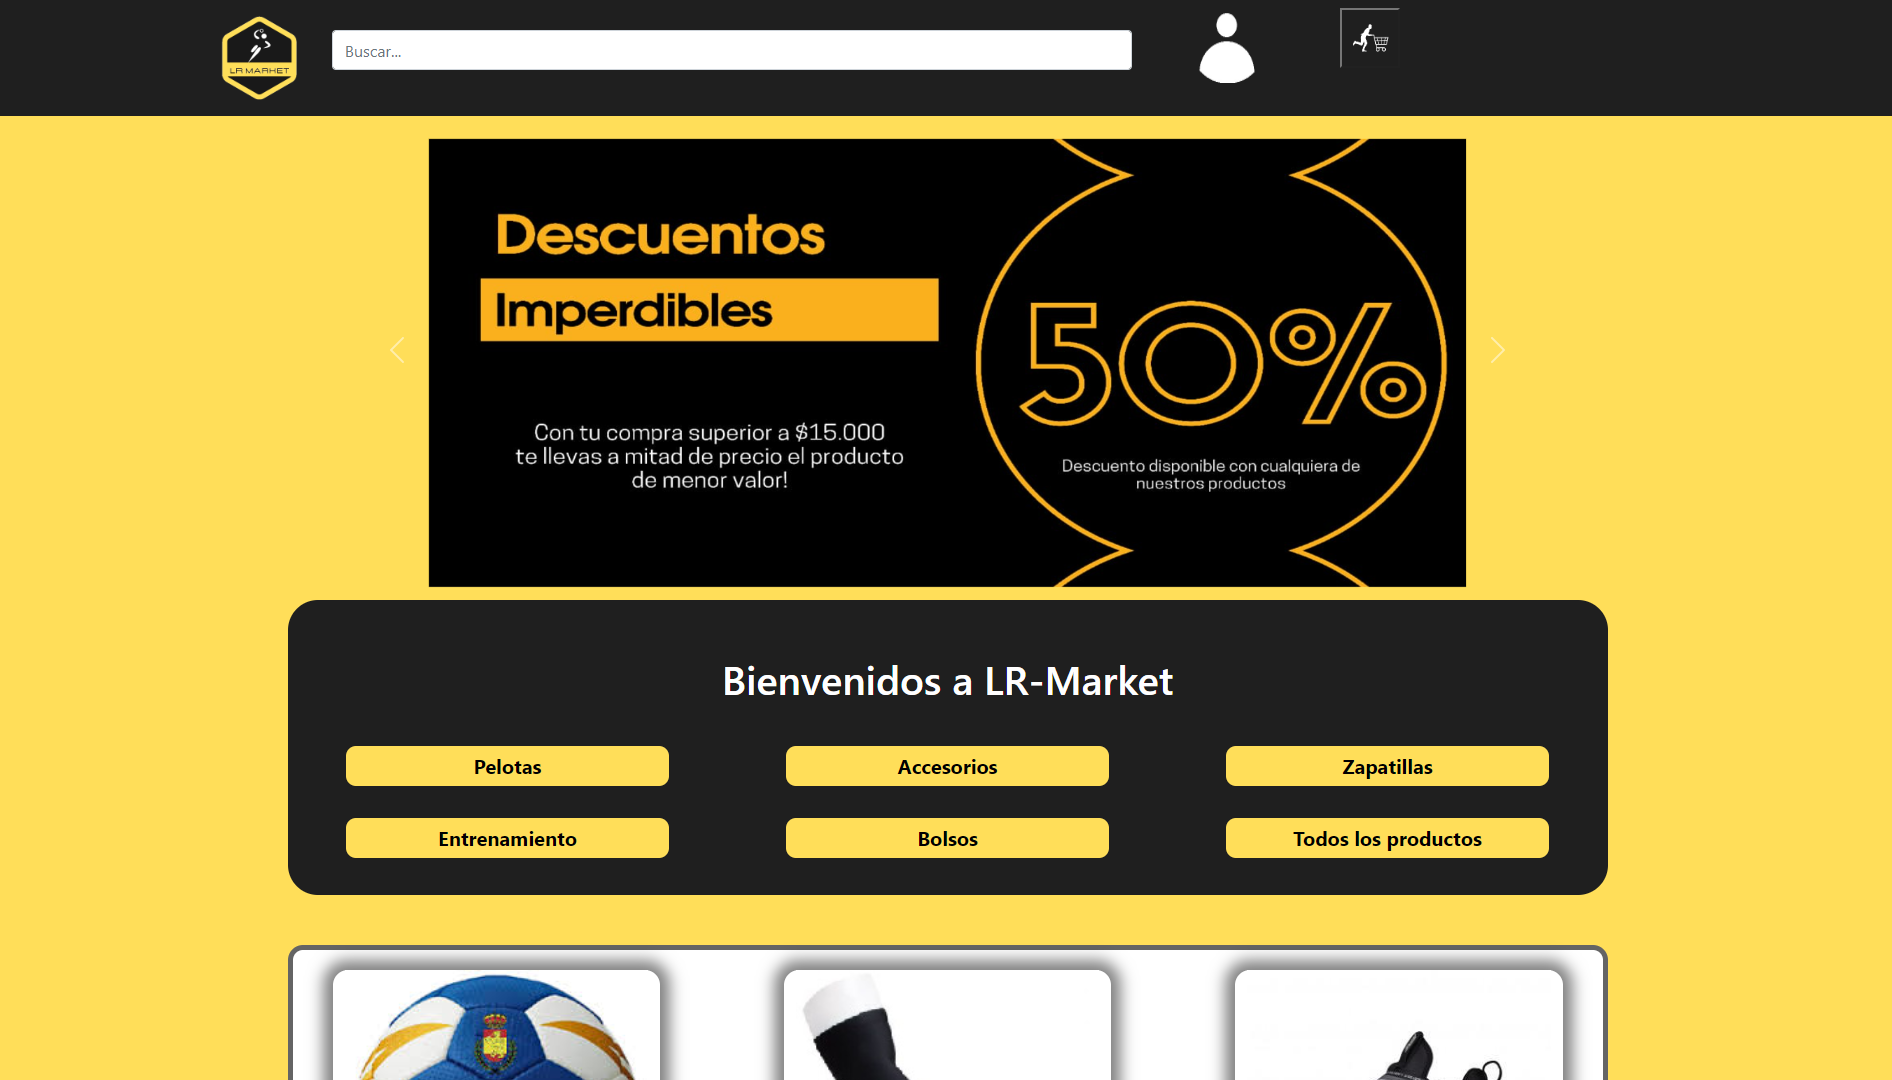 LR MARKET
Buscar...
Descuentos
Imperdibles
50%
Con tu compra superior a $15.000
te llevas a mitad de precio el producto
de menor valor!
Descuento disponible con cualquiera de
nuestros productos
Bienvenidos a LR-Market
Pelotas
Accesorios
Zapatillas
Entrenamiento
Bolsos
Todos los productos